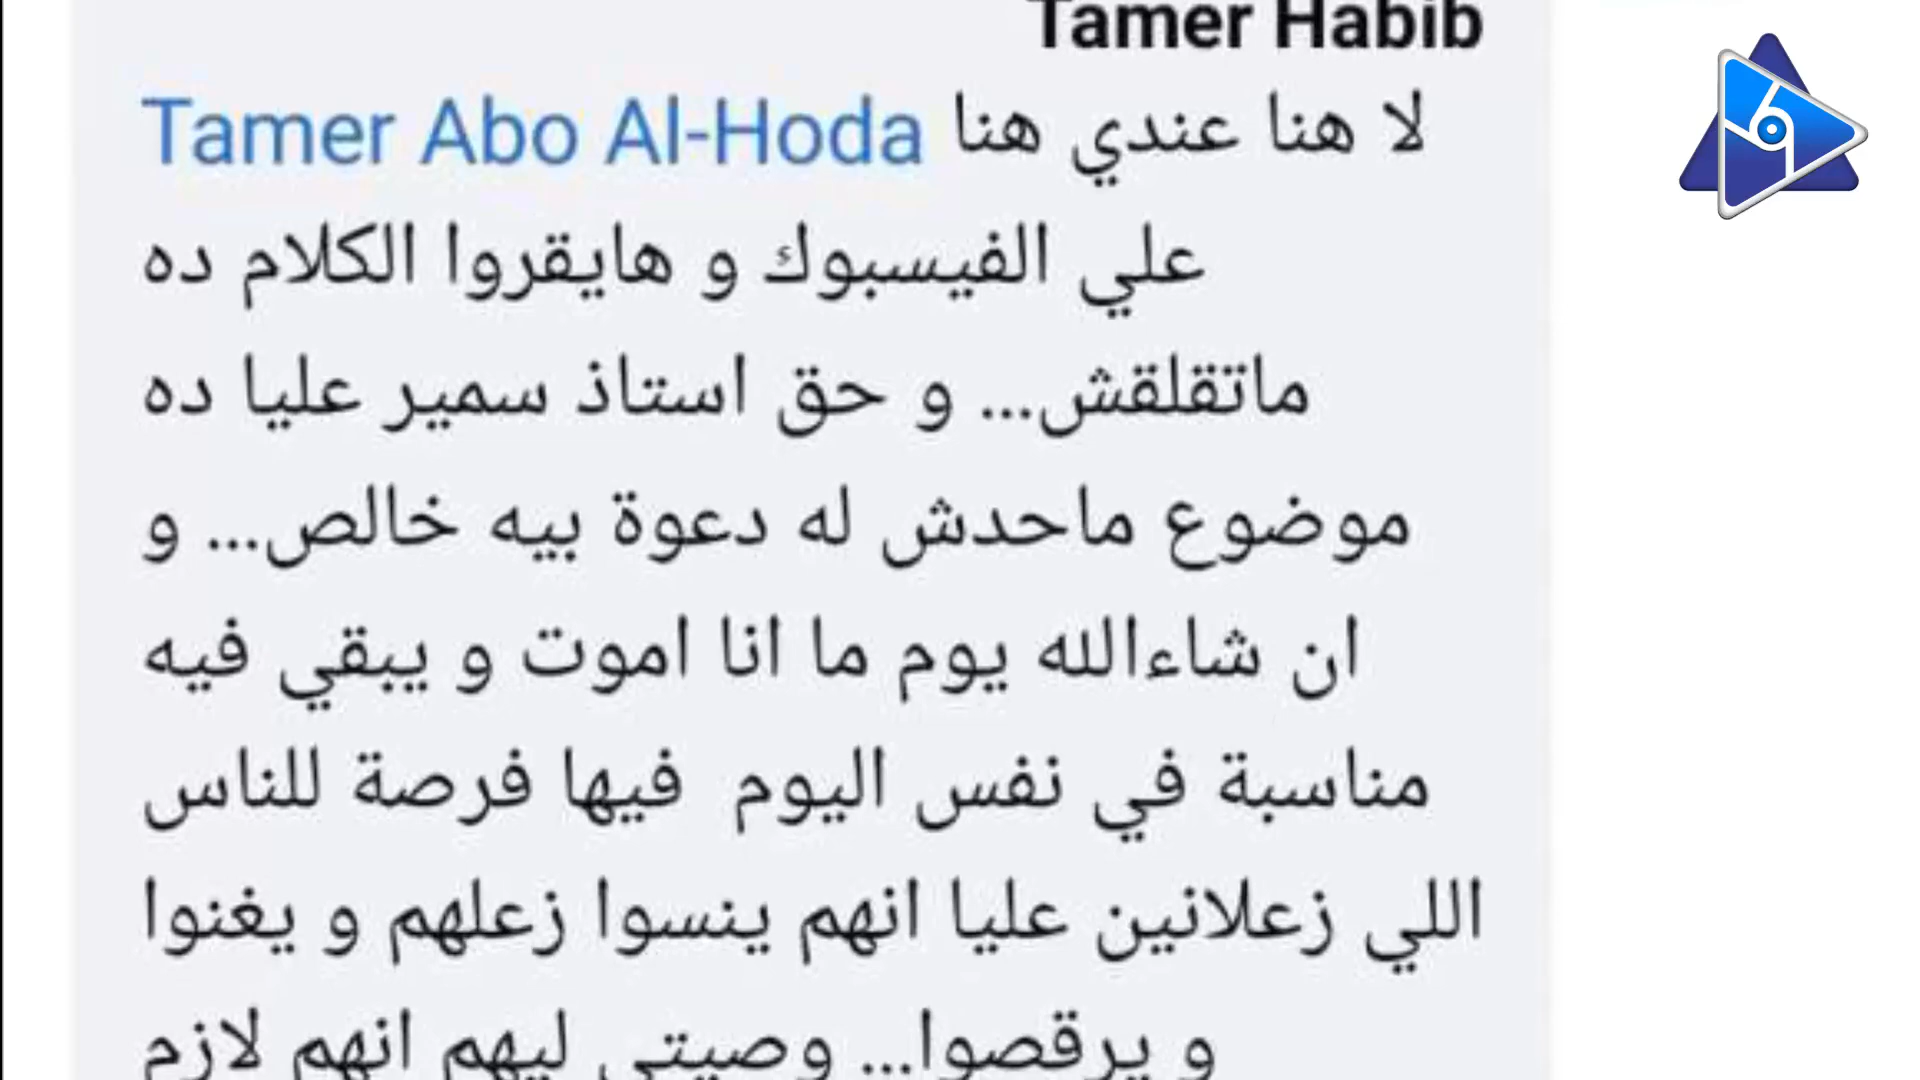 Tamer Habib
Tamer Abo Al-Hoda لا هنا عندي هنا
علي الفيسبوك و هايقروا الكلام ده
ماتقلقش... و حق استاذ سمير عليا ده
موضوع ماحدش له دعوة بيه خالص... و
ان شاءالله يوم ما انا اموت و يبقي فيه
مناسبة في نفس اليوم فيها فرصة للناس
اللي زعلانين عليا انهم ينسوا زعلهم و يغنوا
و يرقصوا... وصيتي ليهم انهم لازم